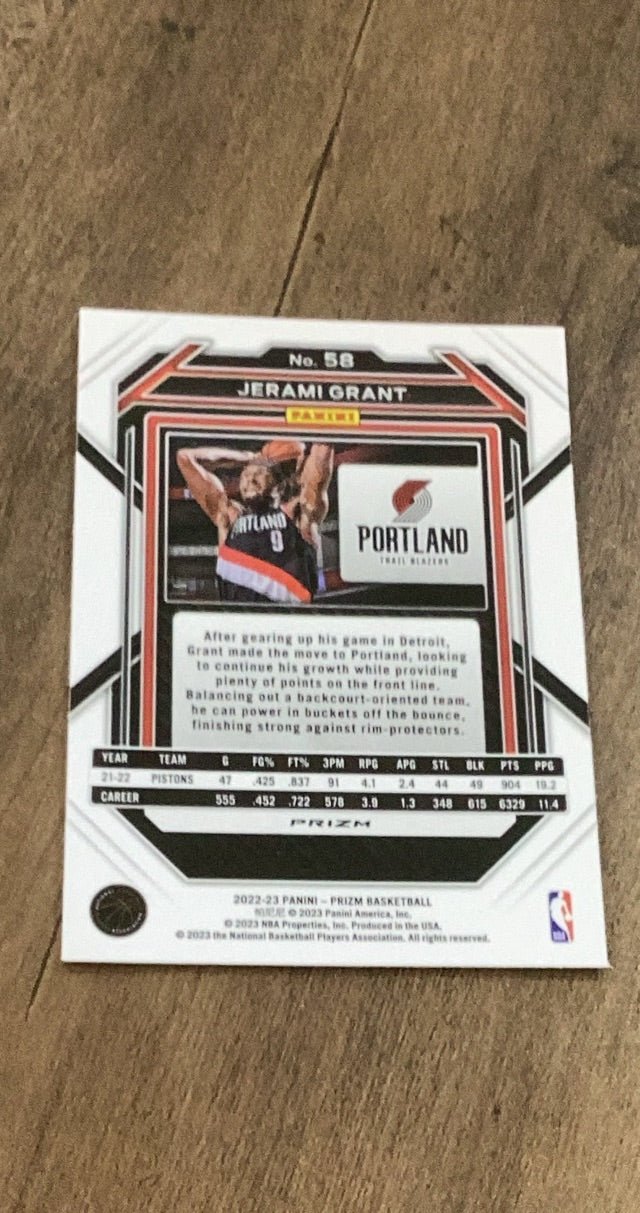 No. 58
JERAMI GRANT
PANINI
PORTLAND
9
PORTLAND
TRAIL BLAZERS
After gearing up his game in Detroit,
Grant made the move to Portland, looking
to continue his growth while providing
plenty of points on the front line.
Balancing out a backcourt-oriented team,
he can power in buckets off the bounce,
finishing strong against rim-protectors.
YEAR TEAM G FG% FT% 3PM RPG APG STL BLK PTS PPG
21-22 PISTONS 47 .425 .837 91 4.1 2.4 44 49 904 19.2
CAREER 555 .452 .722 578 3.9 1.3 348 615 6329 11.4
PRIZM
2022-23 PANINI – PRIZM BASKETBALL
帕尼尼 © 2023 Panini America, Inc.
© 2023 NBA Properties, Inc. Produced in the USA.
© 2023 the National Basketball Players Association. All rights reserved.